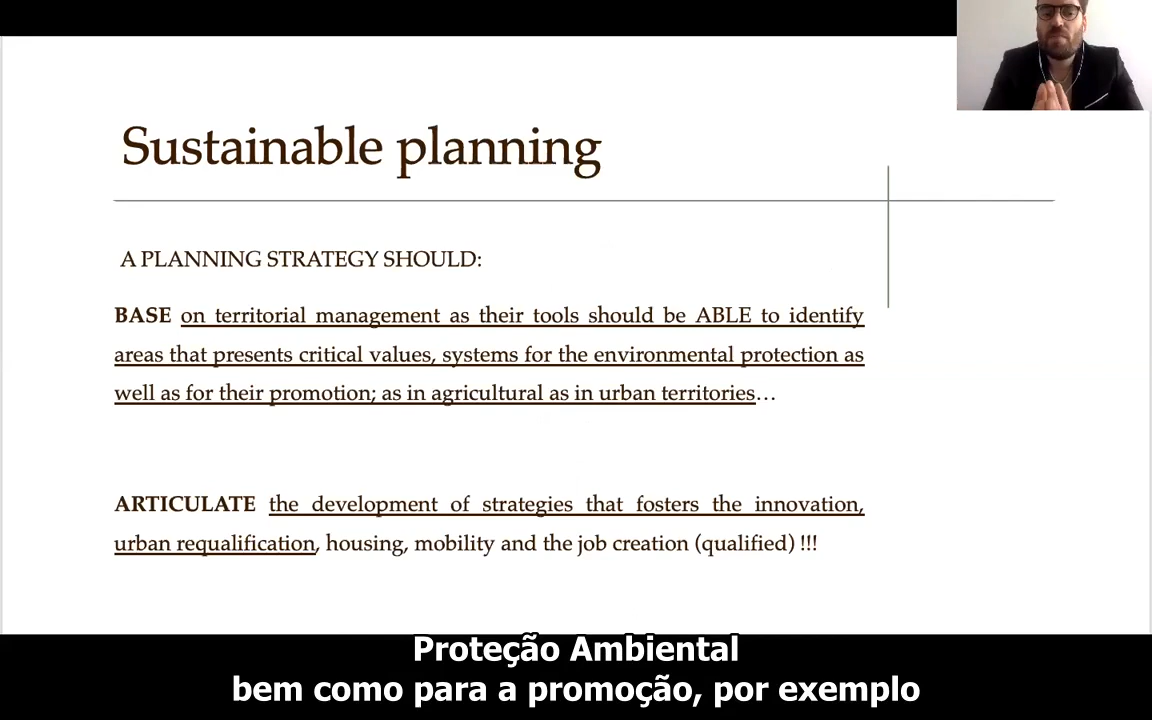 Sustainable planning
A PLANNING STRATEGY SHOULD:
BASE on territorial management as their tools should be ABLE to identify
areas that presents critical values, systems for the environmental protection as
well as for their promotion; as in agricultural as in urban territories…
ARTICULATE the development of strategies that fosters the innovation,
urban requalification, housing, mobility and the job creation (qualified) !!!
Proteção Ambiental
bem como para a promoção, por exemplo